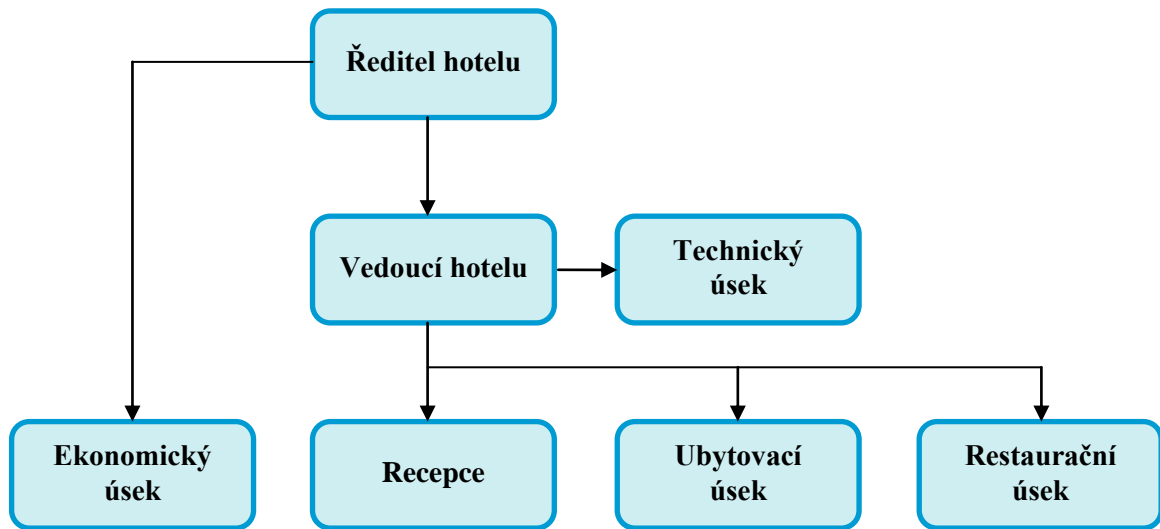 Ředitel hotelu
Vedoucí hotelu
Technický
úsek
Ekonomický
úsek
Recepce
Ubytovací
úsek
Restaurační
úsek